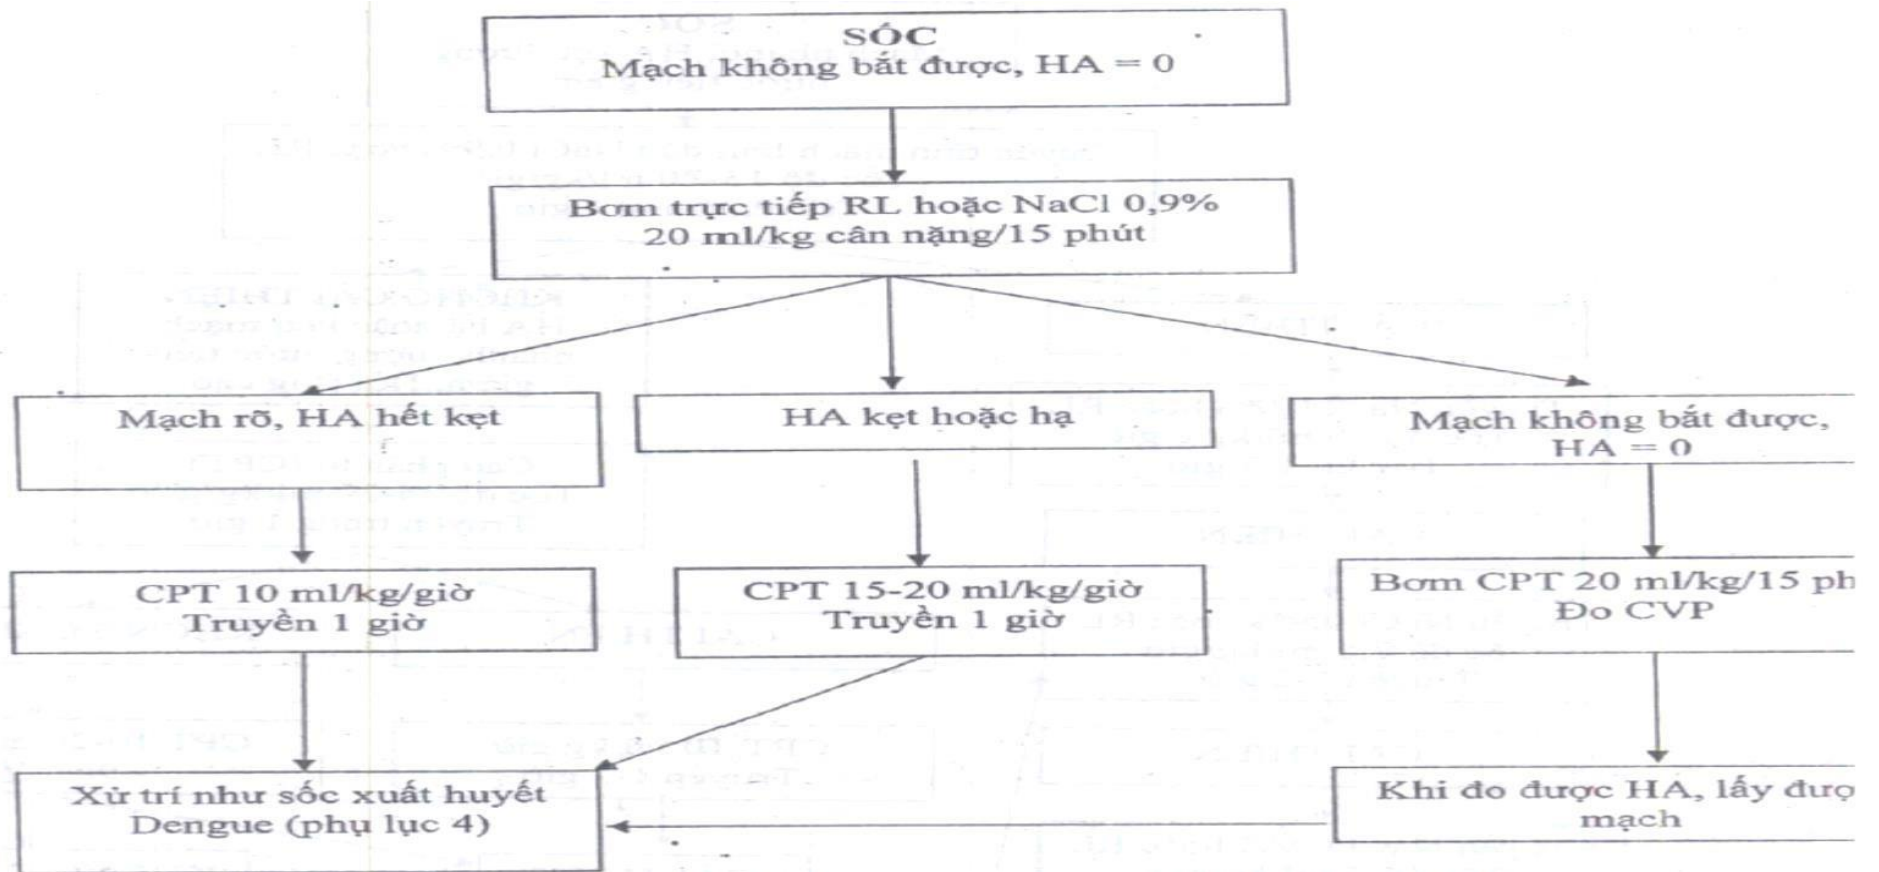 SÓC
Mạch không bắt được, HA = 0
Bơm trực tiếp RL hoặc NaCl 0,9%
20 ml/kg cân nặng/15 phút
Mạch rõ, HA hết kẹt
HA kẹt hoặc hạ
Mạch không bắt được,
HA = 0
CPT 10 ml/kg/giờ
Truyền 1 giờ
CPT 15-20 ml/kg/giờ
Truyền 1 giờ
Bơm CPT 20 ml/kg/15 ph
Đo CVP
Xử trí như sốc xuất huyết
Dengue (phụ lục 4)
Khi đo được HA, lấy đượ
mạch